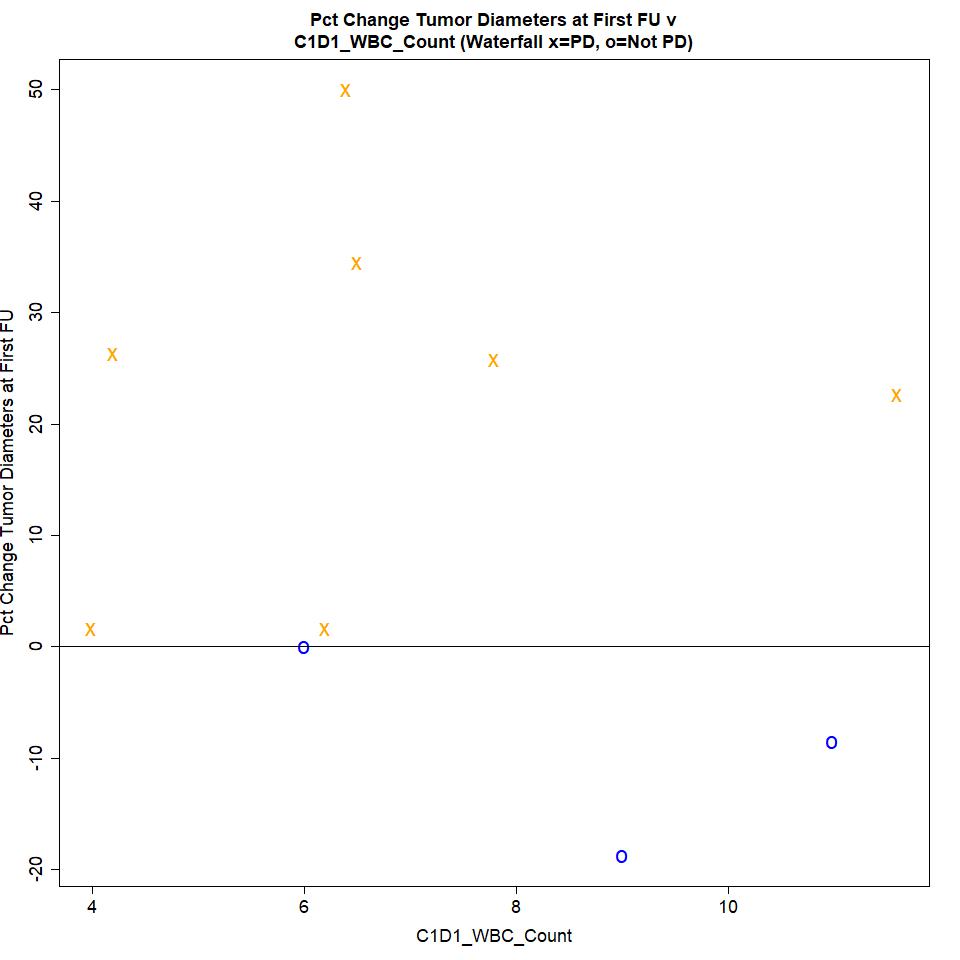 Pct Change Tumor Diameters at First FU v
C1D1_WBC_Count (Waterfall x=PD, o=Not PD)
Pct Change Tumor Diameters at First FU
50
40
30
20
10
0
-10
-20
X
X
X
X
X
X
X
O
O
O
4
6
8
10
C1D1_WBC_Count